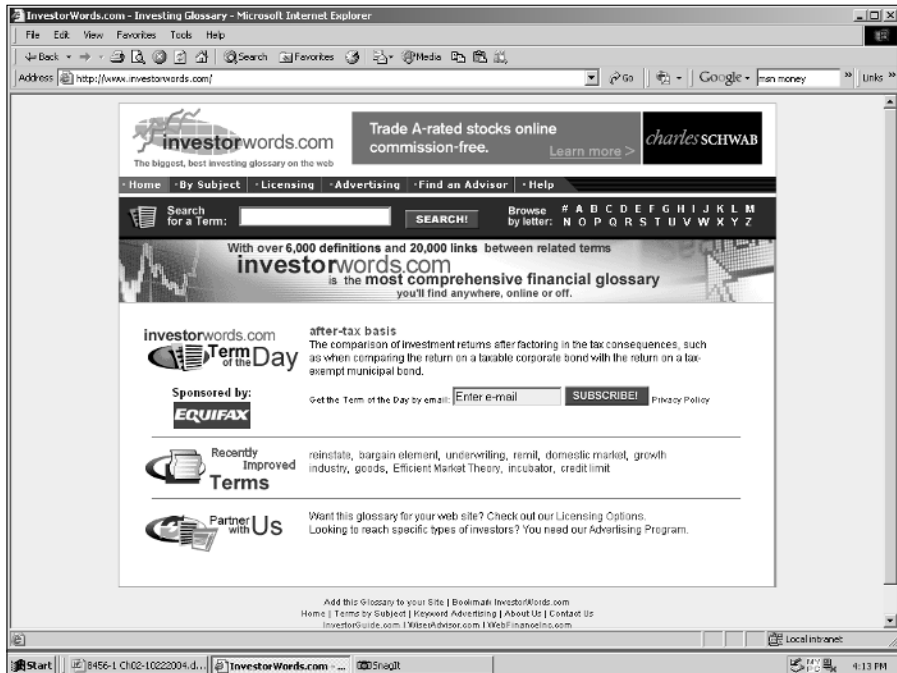 InvestorWords.com - Investing Glossary - Microsoft Internet Explorer
File Edit View Favorites Tools Help
Back Search Favorites Media
Address http://www.investorwords.com/ Go Google msn money » Links »
investorwords.com
The biggest, best investing glossary on the web
Trade A-rated stocks online
commission-free.
Learn more >
charles SCHWAB
Home By Subject Licensing Advertising Find an Advisor Help
Search
for a Term:
SEARCH!
Browse
by letter:
# A B C D E F G H I J K L M
N O P Q R S T U V W X Y Z
With over 6,000 definitions and 20,000 links between related terms
investorwords.com
is the most comprehensive financial glossary
you'll find anywhere, online or off.
investorwords.com
Term
of the Day
Sponsored by:
EQUIFAX
after-tax basis
The comparison of investment returns after factoring in the tax consequences, such
as when comparing the return on a taxable corporate bond with the return on a tax-
exempt municipal bond.
Get the Term of the Day by email: Enter e-mail SUBSCRIBE! Privacy Policy
Recently
Improved
Terms
reinstate, bargain element, underwriting, remit, domestic market, growth
industry, goods, Efficient Market Theory, incubator, credit limit
Partner
with Us
Want this glossary for your web site? Check out our Licensing Options.
Looking to reach specific types of investors? You need our Advertising Program.
Add this Glossary to your Site | Bookmark InvestorWords.com
Home | Terms by Subject | Keyword Advertising | About Us | Contact Us
InvestorGuide.com | WiserAdvisor.com | WebFinanceInc.com
Local intranet
Start 8456-1 Ch02-10222004.d... InvestorWords.com - ... SnagIt 4:13 PM